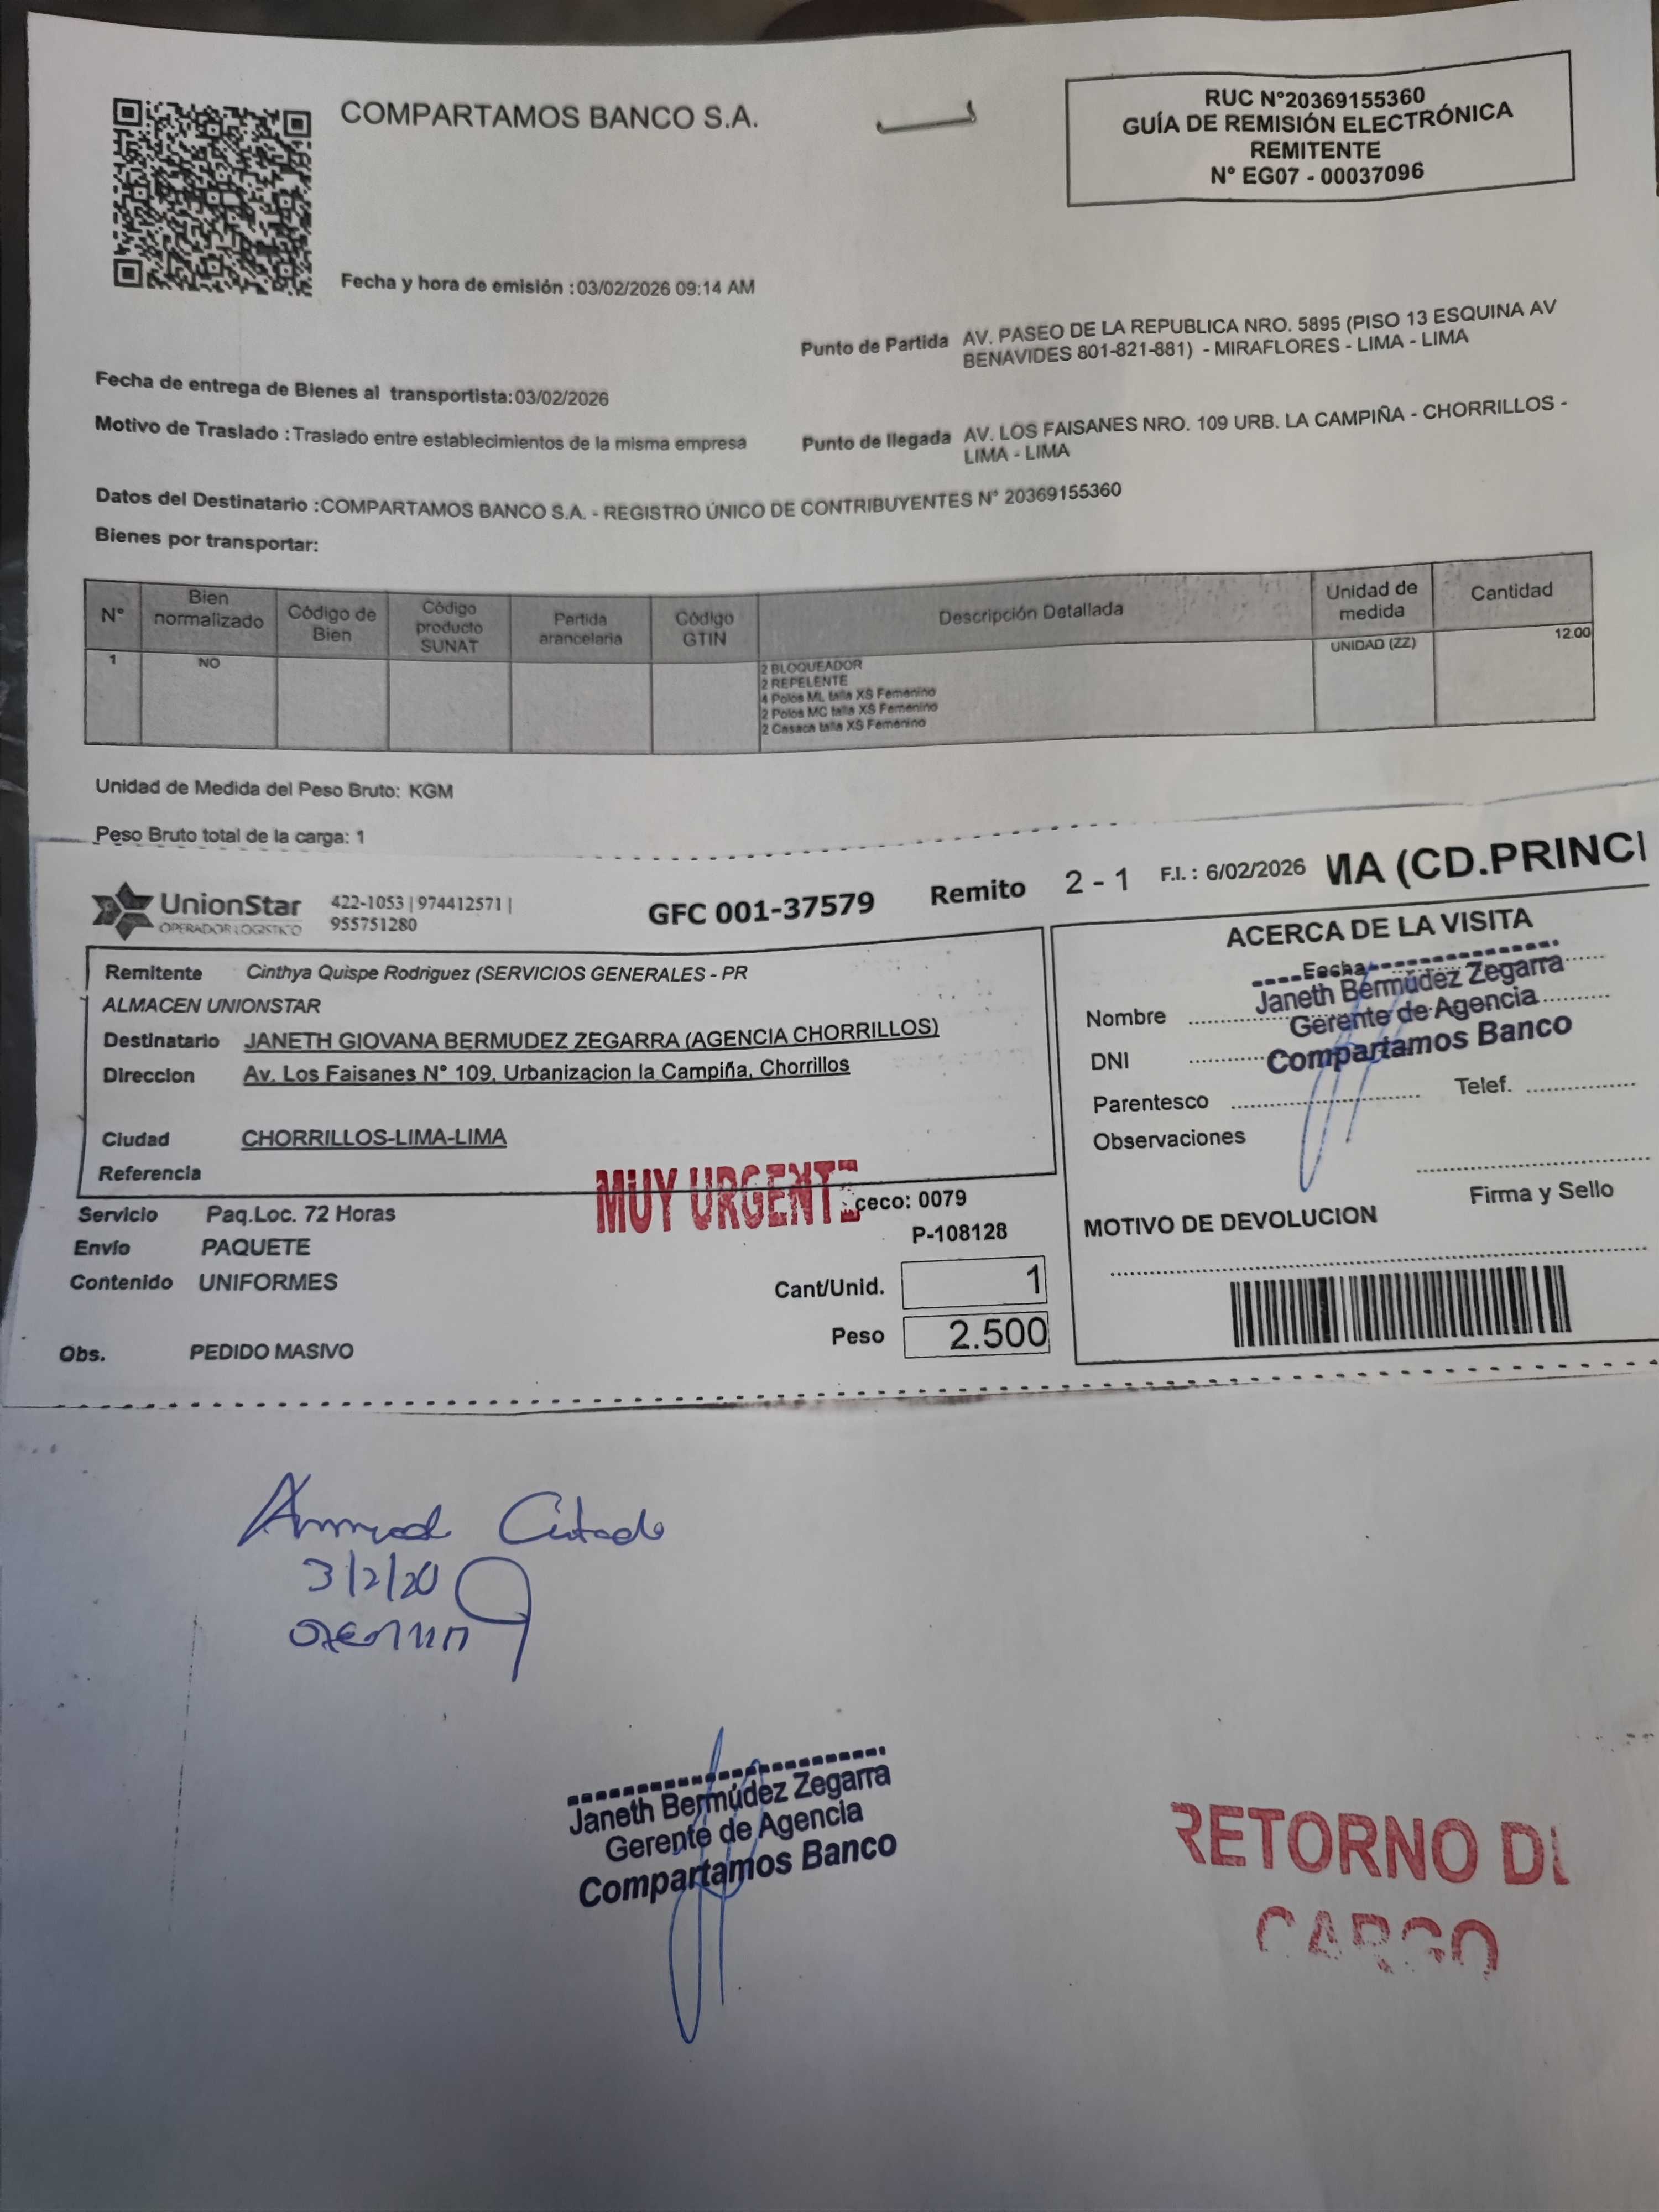 COMPARTAMOS BANCO S.A.
RUC N°20369155360
GUÍA DE REMISIÓN ELECTRÓNICA
REMITENTE
N° EG07 - 00037096
Fecha y hora de emisión : 03/02/2026 09:14 AM
Punto de Partida AV. PASEO DE LA REPUBLICA NRO. 5895 (PISO 13 ESQUINA AV
BENAVIDES 801-821-881) - MIRAFLORES - LIMA - LIMA
Fecha de entrega de Bienes al transportista: 03/02/2026
Motivo de Traslado : Traslado entre establecimientos de la misma empresa
Punto de llegada AV. LOS FAISANES NRO. 109 URB. LA CAMPIÑA - CHORRILLOS -
LIMA - LIMA
Datos del Destinatario : COMPARTAMOS BANCO S.A. - REGISTRO ÚNICO DE CONTRIBUYENTES N° 20369155360
Bienes por transportar:
N° Bien normalizado Código de Bien Código producto SUNAT Partida arancelaria Código GTIN Descripción Detallada Unidad de medida Cantidad
1 NO 2 BLOQUEADOR UNIDAD (ZZ) 12.00
2 REPELENTE
4 Polos ML talla XS Femenino
2 Polos MC talla XS Femenino
2 Casaca talla XS Femenino
Unidad de Medida del Peso Bruto: KGM
Peso Bruto total de la carga: 1
UnionStar
OPERADOR LOGISTICO
422-1053 | 974412571 |
955751280
GFC 001-37579 Remito 2 - 1 F.I. : 6/02/2026 MA (CD.PRINCI
Remitente Cinthya Quispe Rodriguez (SERVICIOS GENERALES - PR
ALMACEN UNIONSTAR
Destinatario JANETH GIOVANA BERMUDEZ ZEGARRA (AGENCIA CHORRILLOS)
Direccion Av. Los Faisanes N° 109, Urbanizacion la Campiña, Chorrillos
Ciudad CHORRILLOS-LIMA-LIMA
Referencia
MUY URGENTE
Servicio Paq.Loc. 72 Horas
ceco: 0079
Envío PAQUETE
P-108128
Contenido UNIFORMES
Cant/Unid. 1
Peso 2.500
Obs. PEDIDO MASIVO
ACERCA DE LA VISITA
Fecha
Nombre
DNI
Parentesco Telef.
Observaciones
Janeth Bermúdez Zegarra
Gerente de Agencia
Compartamos Banco
Firma y Sello
MOTIVO DE DEVOLUCION
3/2/20
Janeth Bermúdez Zegarra
Gerente de Agencia
Compartamos Banco
RETORNO DE
CARGO